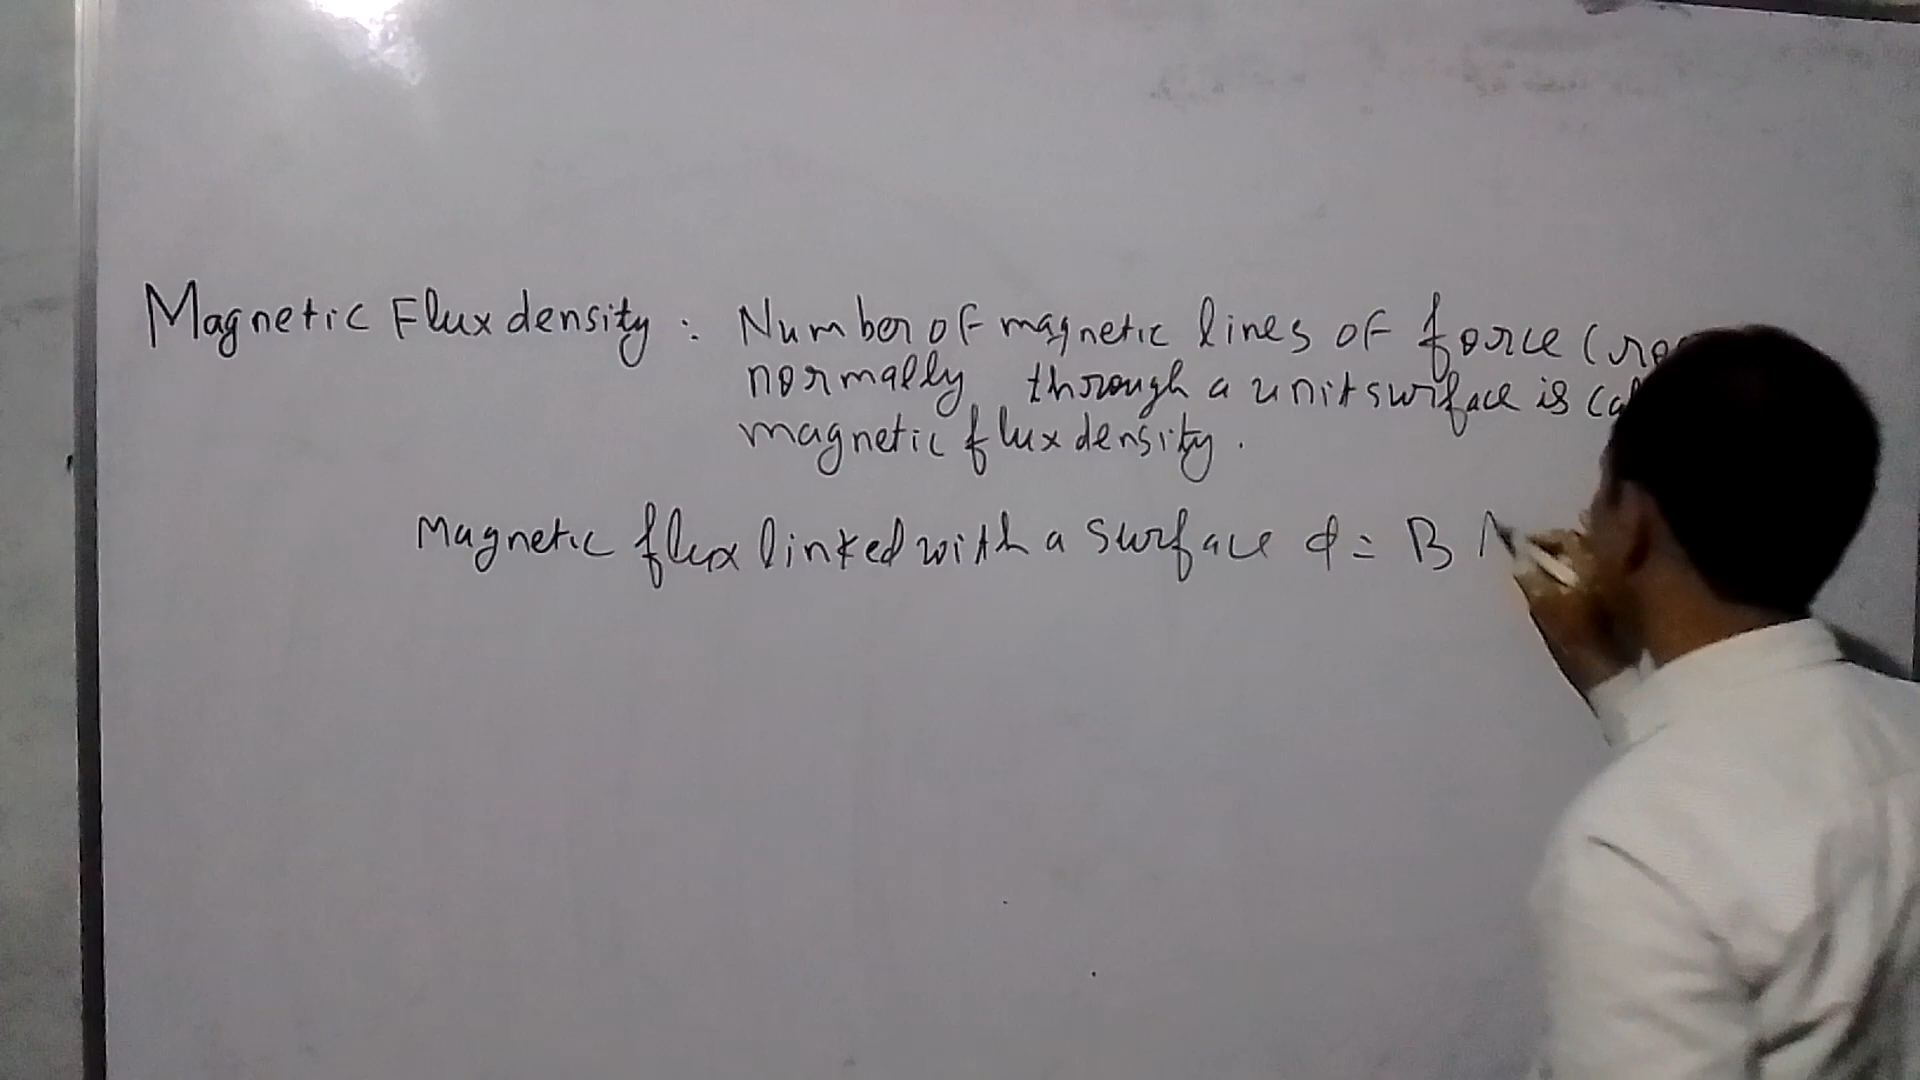 Magnetic Flux density : Number of magnetic lines of force
normally through a unit surface is
magnetic flux density.
Magnetic flux linked with a surface ϕ = B